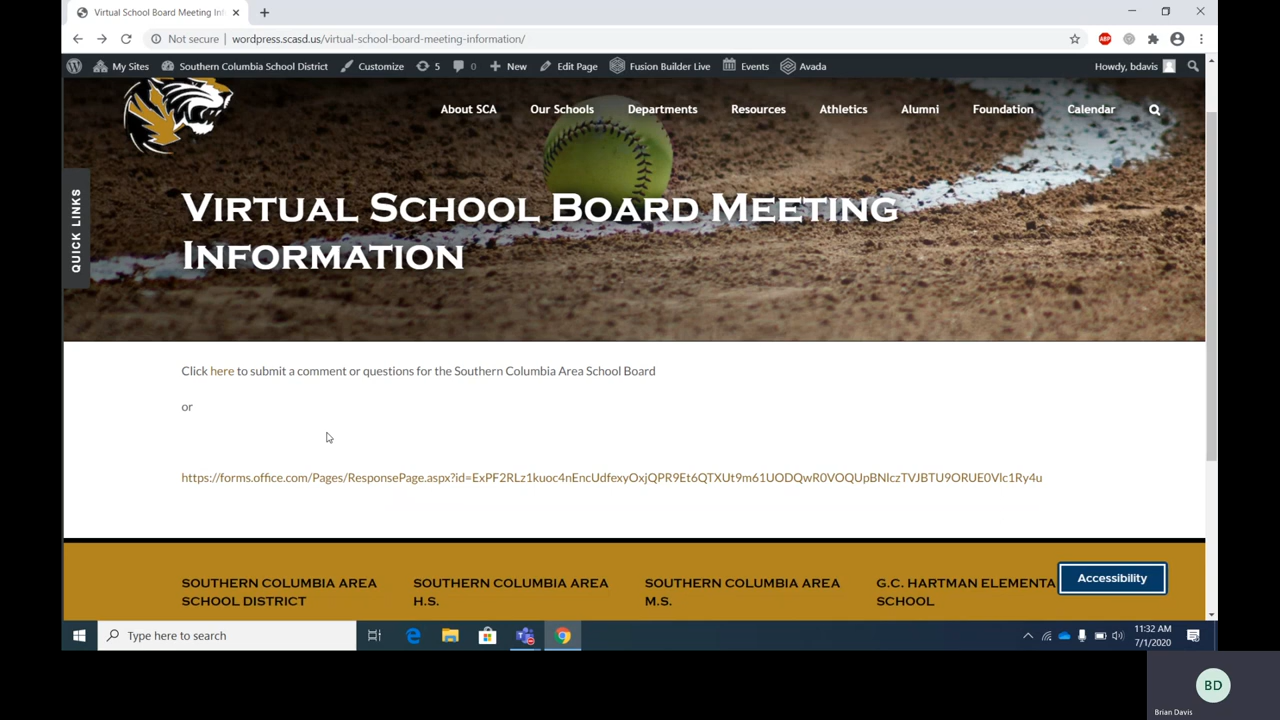 Virtual School Board Meeting In
Not secure | wordpress.scasd.us/virtual-school-board-meeting-information/
ABP
My Sites Southern Columbia School District Customize 5 0 New Edit Page Fusion Builder Live Events Avada Howdy, bdavis
About SCA Our Schools Departments Resources Athletics Alumni Foundation Calendar
QUICK LINKS
Virtual School Board Meeting
Information
Click here to submit a comment or questions for the Southern Columbia Area School Board
or
https://forms.office.com/Pages/ResponsePage.aspx?id=ExPF2RLz1kuoc4nEncUdfexyOxjQPR9Et6QTXUt9m61UODQwR0VOQUpBNlczTVJBTU9ORUE0Vlc1Ry4u
SOUTHERN COLUMBIA AREA
SCHOOL DISTRICT
SOUTHERN COLUMBIA AREA
H.S.
SOUTHERN COLUMBIA AREA
M.S.
G.C. HARTMAN ELEMENTA
SCHOOL
Accessibility
Type here to search
11:32 AM
7/1/2020
BD
Brian Davis